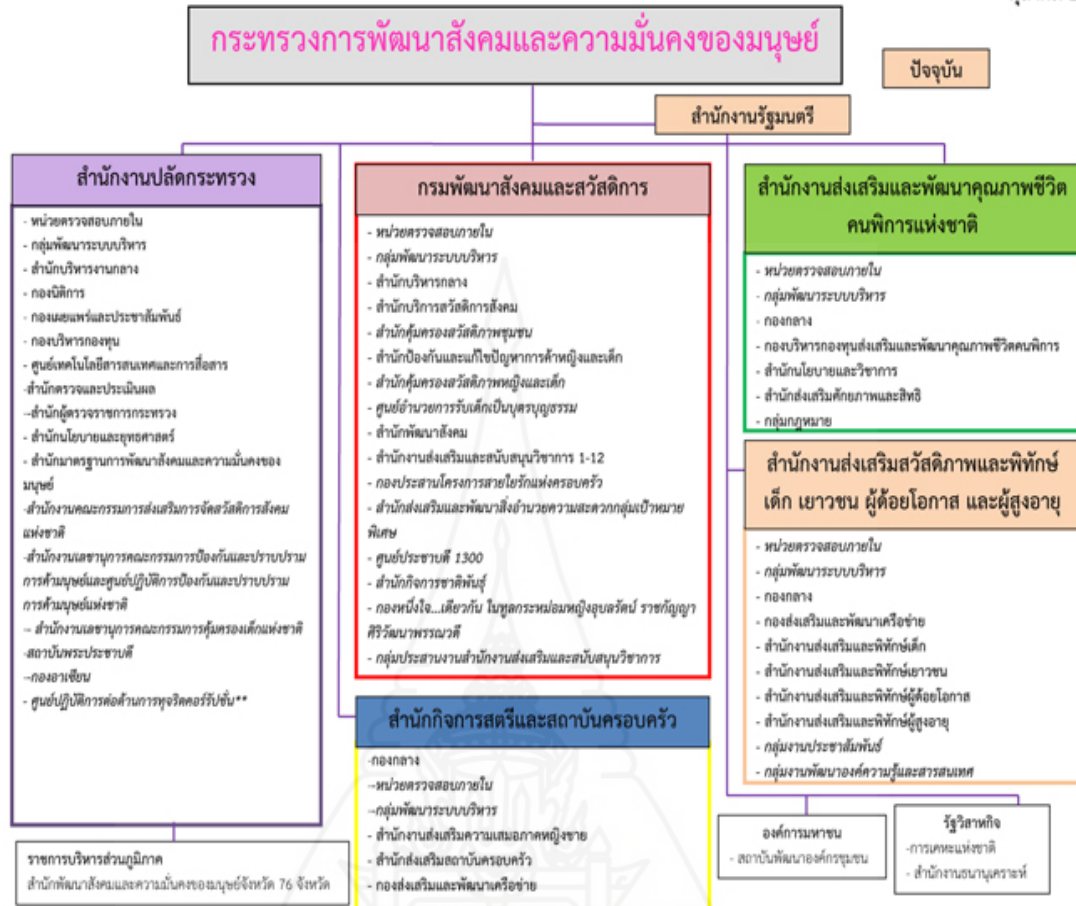 กระทรวงการพัฒนาสังคมและความมั่นคงของมนุษย์
ปัจจุบัน
สำนักงานรัฐมนตรี
สำนักงานปลัดกระทรวง
- หน่วยตรวจสอบภายใน
- กลุ่มพัฒนาระบบบริหาร
- สำนักบริหารงานกลาง
- กองนิติการ
- กองเผยแพร่และประชาสัมพันธ์
- กองบริหารกองทุน
- ศูนย์เทคโนโลยีสารสนเทศและการสื่อสาร
-สำนักตรวจและประเมินผล
-สำนักผู้ตรวจราชการกระทรวง
- สำนักนโยบายและยุทธศาสตร์
- สำนักมาตรฐานการพัฒนาสังคมและความมั่นคงของ
มนุษย์
-สำนักงานคณะกรรมการส่งเสริมการจัดสวัสดิการสังคม
แห่งชาติ
-สำนักงานเลขานุการคณะกรรมการป้องกันและปราบปราม
การค้ามนุษย์และศูนย์ปฏิบัติการป้องกันและปราบปราม
การค้ามนุษย์แห่งชาติ
- สำนักงานเลขานุการคณะกรรมการคุ้มครองเด็กแห่งชาติ
-สถาบันพระประชาบดี
-กองอาเซียน
- ศูนย์ปฏิบัติการต่อต้านการทุจริตคอร์รัปชั่น**
ราชการบริหารส่วนภูมิภาค
สำนักพัฒนาสังคมและความมั่นคงของมนุษย์จังหวัด 76 จังหวัด
กรมพัฒนาสังคมและสวัสดิการ
- หน่วยตรวจสอบภายใน
- กลุ่มพัฒนาระบบบริหาร
- สำนักบริหารกลาง
- สำนักบริการสวัสดิการสังคม
- สำนักคุ้มครองสวัสดิภาพชุมชน
- สำนักป้องกันและแก้ไขปัญหาการค้าหญิงและเด็ก
- สำนักคุ้มครองสวัสดิภาพหญิงและเด็ก
- ศูนย์อำนวยการรับเด็กเป็นบุตรบุญธรรม
- สำนักพัฒนาสังคม
- สำนักงานส่งเสริมและสนับสนุนวิชาการ 1-12
- กองประสานโครงการสายใยรักแห่งครอบครัว
- สำนักส่งเสริมและพัฒนาสิ่งอำนวยความสะดวกกลุ่มเป้าหมาย
พิเศษ
- ศูนย์ประชาบดี 1300
- สำนักกิจการชาติพันธุ์
- กองหนึ่งใจ...เดียวกัน ในทูลกระหม่อมหญิงอุบลรัตน์ ราชกัญญา
ศิริวัฒนาพรรณวดี
- กลุ่มประสานงานสำนักงานส่งเสริมและสนับสนุนวิชาการ
สำนักกิจการสตรีและสถาบันครอบครัว
-กองกลาง
-หน่วยตรวจสอบภายใน
-กลุ่มพัฒนาระบบบริหาร
- สำนักงานส่งเสริมความเสมอภาคหญิงชาย
- สำนักส่งเสริมสถาบันครอบครัว
- กองส่งเสริมและพัฒนาเครือข่าย
สำนักงานส่งเสริมและพัฒนาคุณภาพชีวิต
คนพิการแห่งชาติ
- หน่วยตรวจสอบภายใน
- กลุ่มพัฒนาระบบบริหาร
- กองกลาง
- กองบริหารกองทุนส่งเสริมและพัฒนาคุณภาพชีวิตคนพิการ
- สำนักนโยบายและวิชาการ
- สำนักส่งเสริมศักยภาพและสิทธิ
- กลุ่มกฎหมาย
สำนักงานส่งเสริมสวัสดิภาพและพิทักษ์
เด็ก เยาวชน ผู้ด้อยโอกาส และผู้สูงอายุ
- หน่วยตรวจสอบภายใน
- กลุ่มพัฒนาระบบบริหาร
- กองกลาง
- กองส่งเสริมและพัฒนาเครือข่าย
- สำนักงานส่งเสริมและพิทักษ์เด็ก
- สำนักงานส่งเสริมและพิทักษ์เยาวชน
- สำนักงานส่งเสริมและพิทักษ์ผู้ด้อยโอกาส
- สำนักงานส่งเสริมและพิทักษ์ผู้สูงอายุ
- กลุ่มงานประชาสัมพันธ์
- กลุ่มงานพัฒนาองค์ความรู้และสารสนเทศ
องค์การมหาชน
- สถาบันพัฒนาองค์กรชุมชน
รัฐวิสาหกิจ
-การเคหะแห่งชาติ
- สำนักงานธนานุเคราะห์